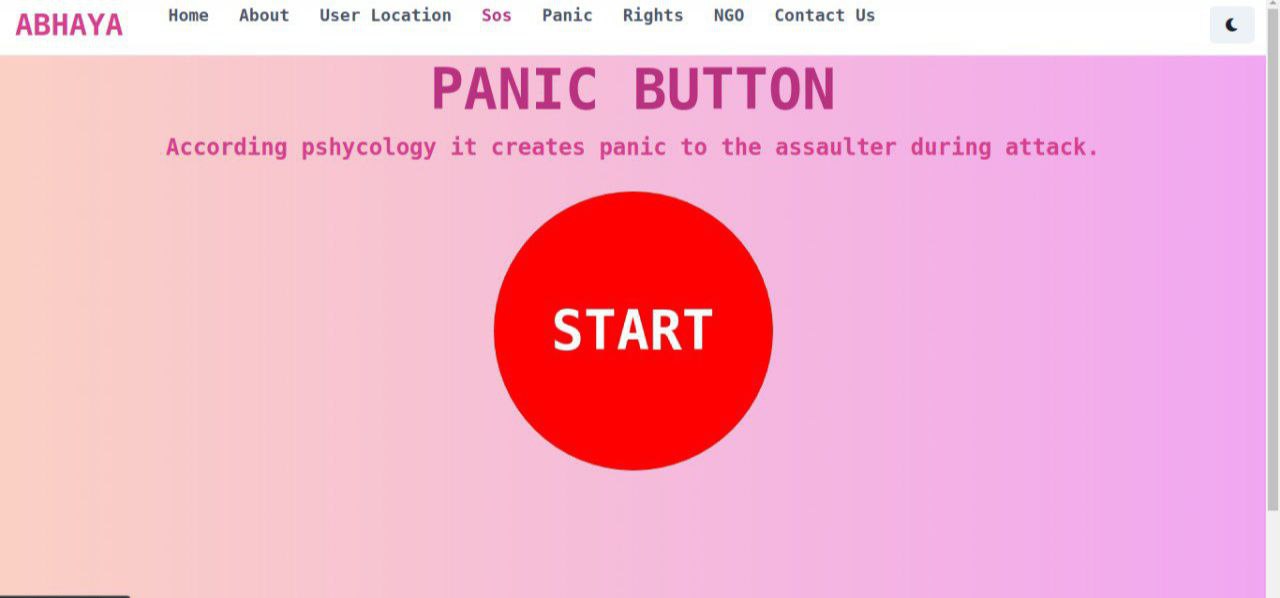 ABHAYA Home About User Location Sos Panic Rights NGO Contact Us
PANIC BUTTON
According pshycology it creates panic to the assaulter during attack.
START